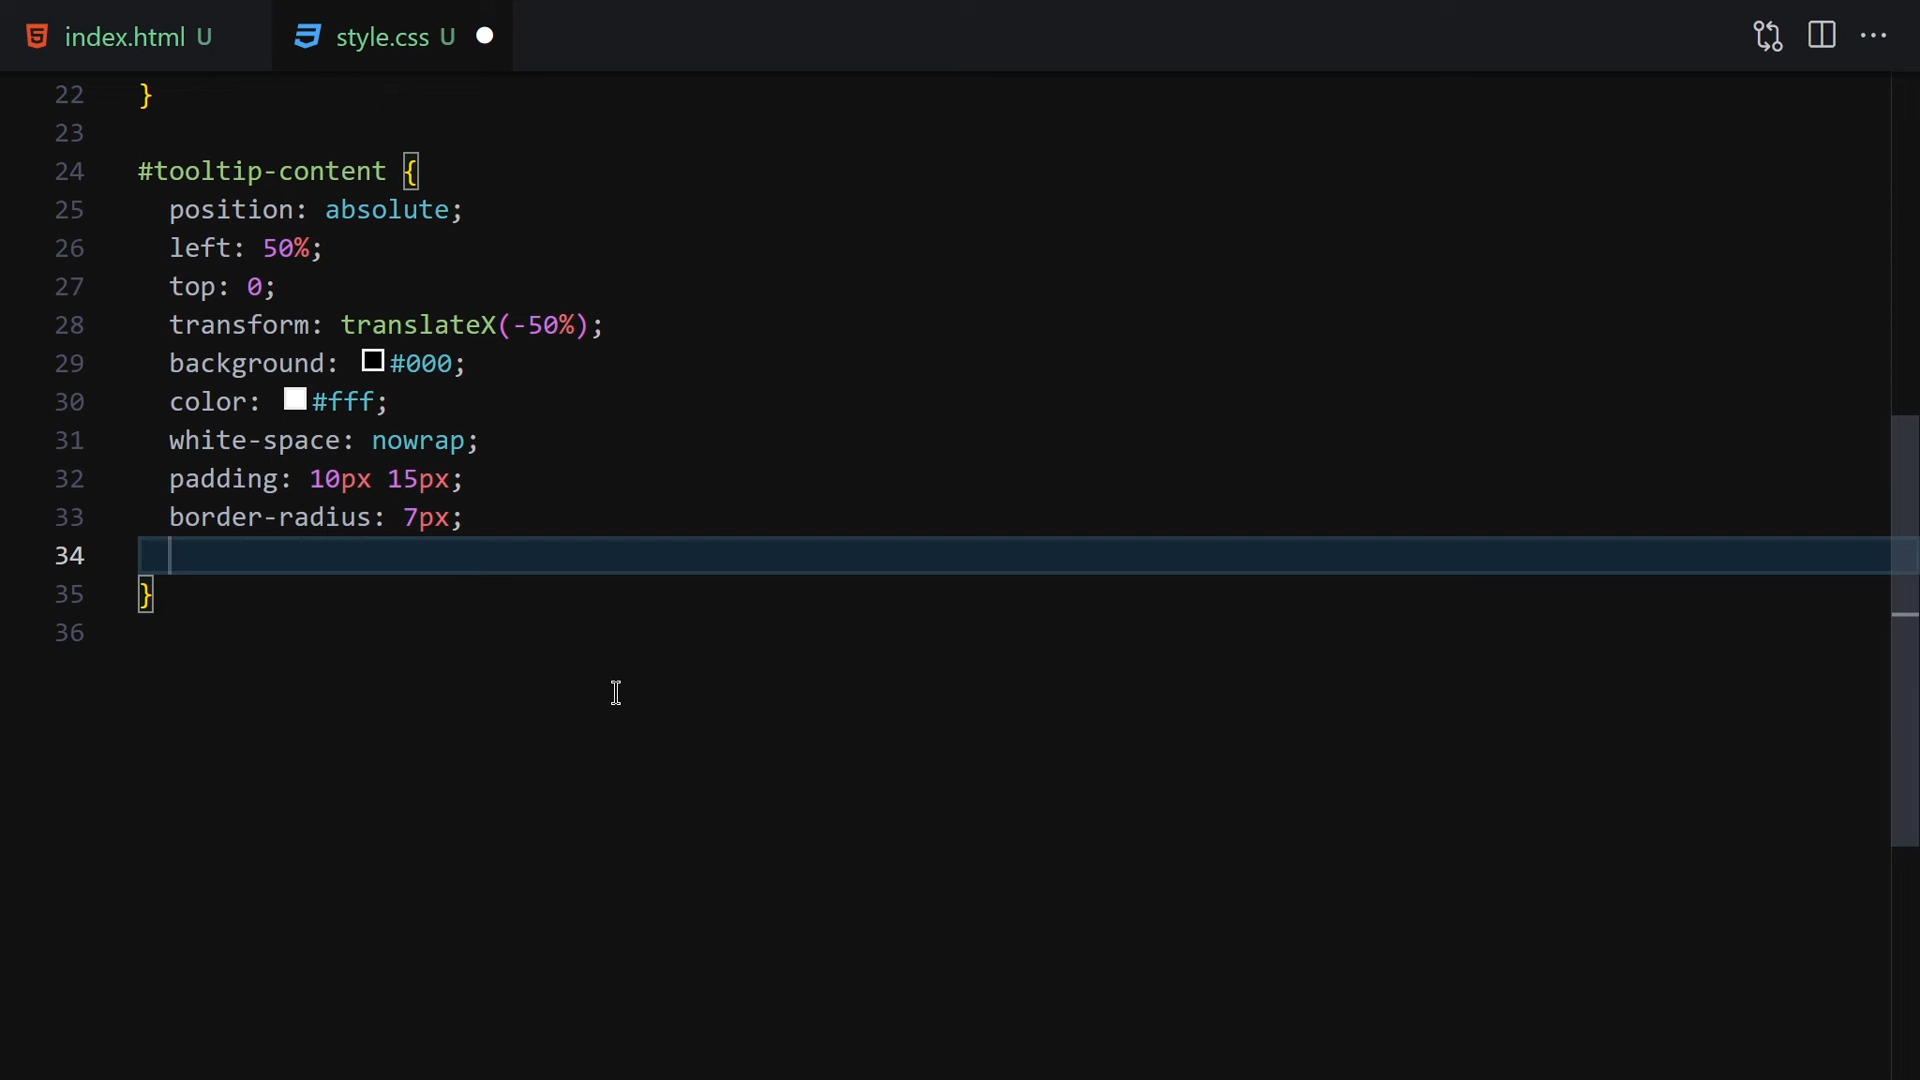 index.html U
style.css U
22 }
23
24 #tooltip-content {
25 position: absolute;
26 left: 50%;
27 top: 0;
28 transform: translateX(-50%);
29 background: #000;
30 color: #fff;
31 white-space: nowrap;
32 padding: 10px 15px;
33 border-radius: 7px;
34
35 }
36